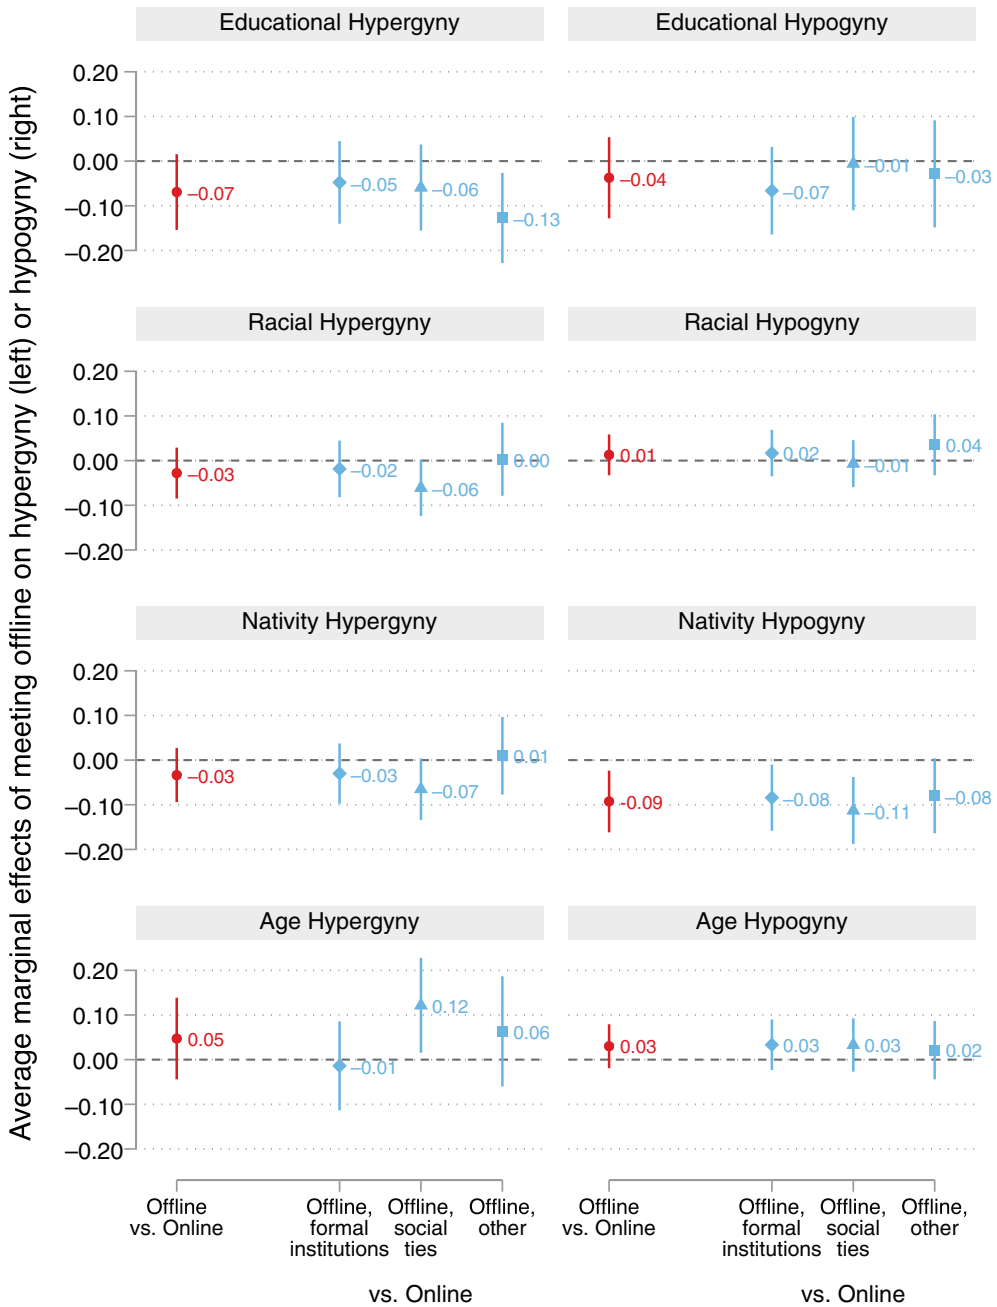 Average marginal effects of meeting offline on hypergyny (left) or hypogyny (right)
Educational Hypergyny
0.20
0.10
0.00
–0.10
–0.20
–0.07
–0.05
–0.06
–0.13
Educational Hypogyny
–0.04
–0.07
–0.01
–0.03
Racial Hypergyny
0.20
0.10
0.00
–0.10
–0.20
–0.03
–0.02
–0.06
0.00
Racial Hypogyny
0.01
0.02
–0.01
0.04
Nativity Hypergyny
0.20
0.10
0.00
–0.10
–0.20
–0.03
–0.03
–0.07
0.01
Nativity Hypogyny
-0.09
–0.08
–0.11
–0.08
Age Hypergyny
0.20
0.10
0.00
–0.10
–0.20
0.05
–0.01
0.12
0.06
Age Hypogyny
0.03
0.03
0.03
0.02
Offline
vs. Online
Offline,
formal
institutions
Offline,
social
ties
Offline,
other
vs. Online
Offline
vs. Online
Offline,
formal
institutions
Offline,
social
ties
Offline,
other
vs. Online